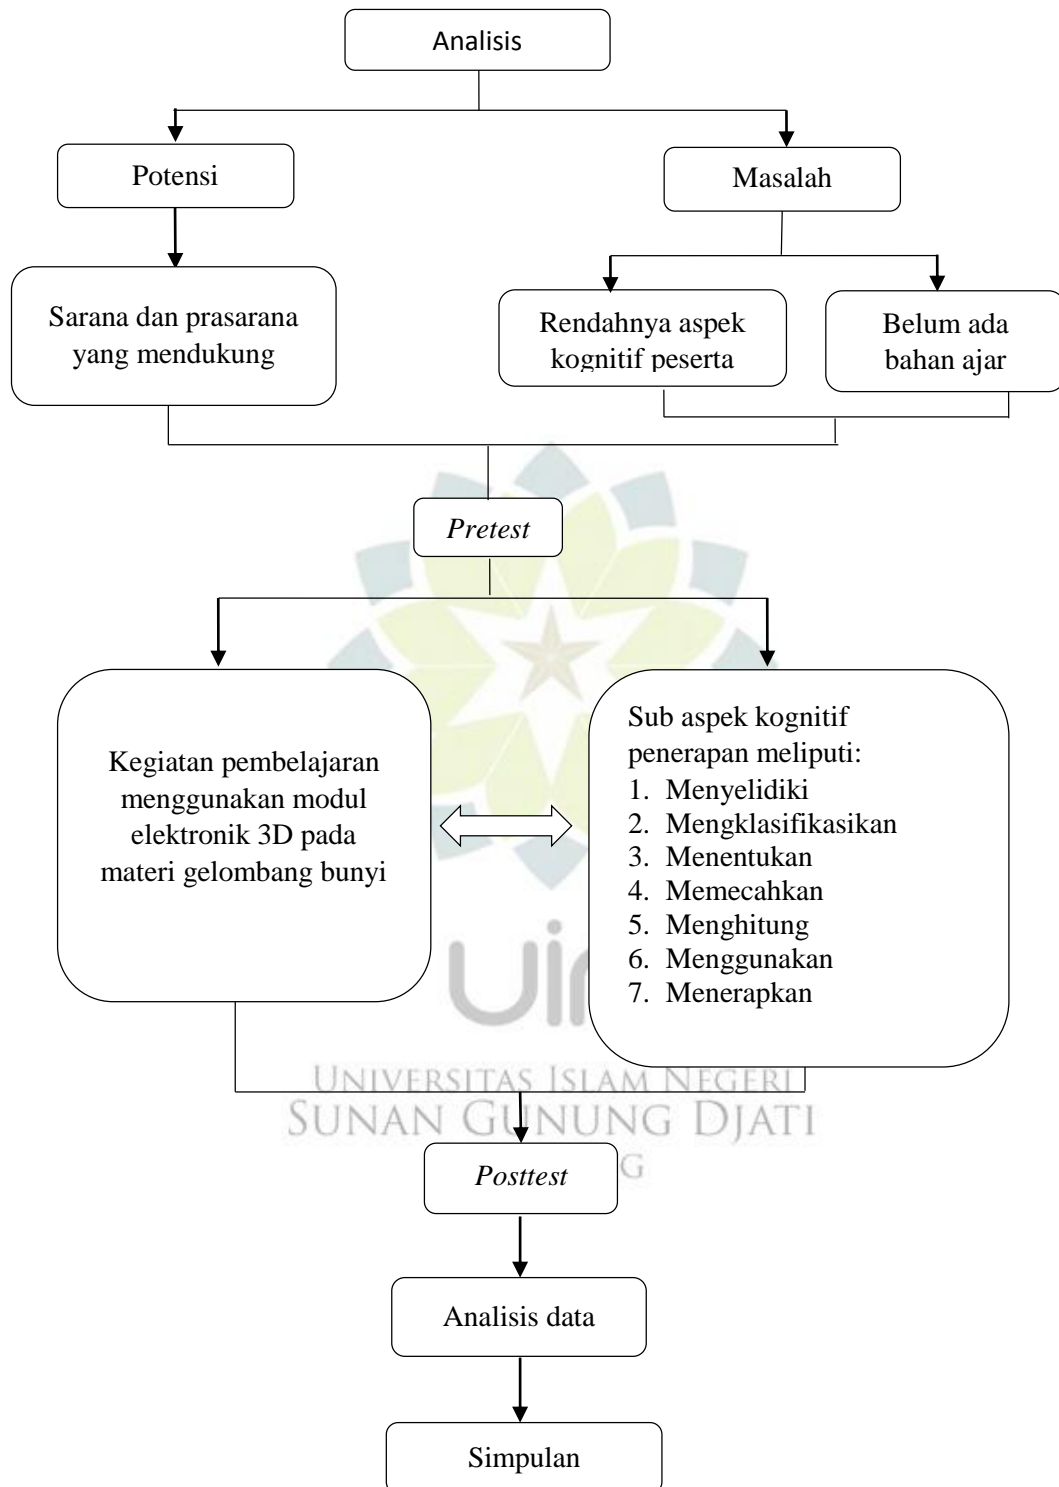 Analisis
Potensi
Masalah
Sarana dan prasarana
yang mendukung
Rendahnya aspek
kognitif peserta
Belum ada
bahan ajar
Pretest
Kegiatan pembelajaran
menggunakan modul
elektronik 3D pada
materi gelombang bunyi
Sub aspek kognitif
penerapan meliputi:
1. Menyelidiki
2. Mengklasifikasikan
3. Menentukan
4. Memecahkan
5. Menghitung
6. Menggunakan
7. Menerapkan
UNIVERSITAS ISLAM NEGERI
SUNAN GUNUNG DJATI
Posttest
Analisis data
Simpulan